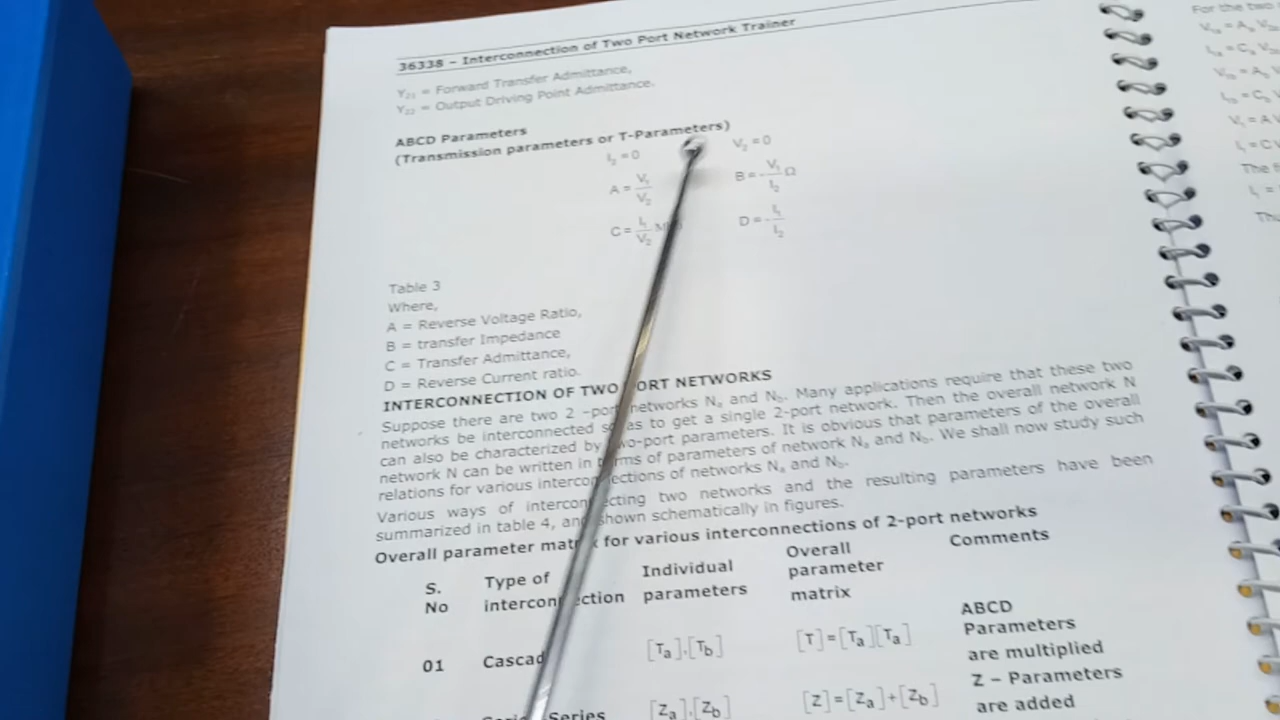 36338 – Interconnection of Two Port Network Trainer
Y₂₁ = Forward Transfer Admittance,
Y₂₂ = Output Driving Point Admittance.
ABCD Parameters
(Transmission parameters or T-Parameters)
I₂ = 0 V₂ = 0
A = V₁/V₂ B = - V₁/I₂ Ω
C = I₁/V₂ D = - I₁/I₂
Table 3
Where,
A = Reverse Voltage Ratio,
B = transfer Impedance
C = Transfer Admittance,
D = Reverse Current ratio.
INTERCONNECTION OF TWO PORT NETWORKS
Suppose there are two 2 –port networks Nₐ and N_b. Many applications require that these two
networks be interconnected so as to get a single 2-port network. Then the overall network N
can also be characterized by two-port parameters. It is obvious that parameters of the overall
network N can be written in terms of parameters of network Nₐ and N_b. We shall now study such
relations for various interconnections of networks Nₐ and N_b.
Various ways of interconnecting two networks and the resulting parameters have been
summarized in table 4, and shown schematically in figures.
Overall parameter matrix for various interconnections of 2-port networks
S. No Type of interconnection Individual parameters Overall parameter matrix Comments
01 Cascade [Tₐ].[T_b] [T]=[Tₐ][Tₐ] ABCD Parameters are multiplied
Series [Zₐ].[Z_b] [Z]=[Zₐ]+[Z_b] Z – Parameters are added
For the two
The